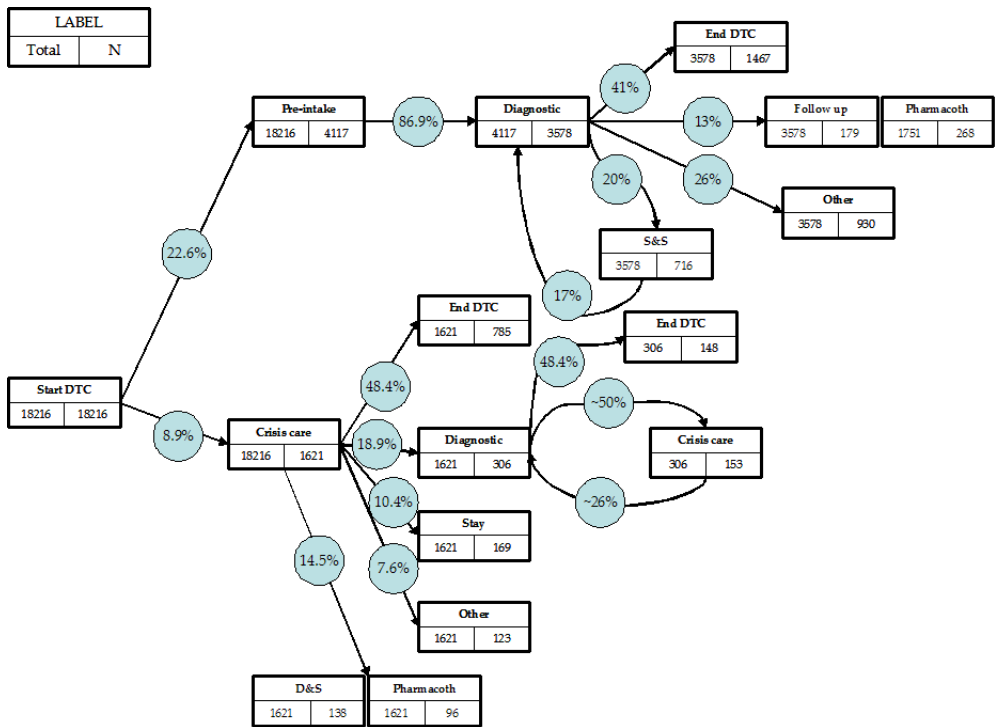 LABEL
Total N
End DTC
3578 1467
41%
Pre-intake
18216 4117
86.9%
Diagnostic
4117 3578
13%
Follow up
3578 179
Pharmacoth
1751 268
20%
26%
Other
3578 930
S&S
3578 716
22.6%
17%
End DTC
1621 785
End DTC
306 148
48.4%
48.4%
Start DTC
18216 18216
8.9%
Crisis care
18216 1621
18.9%
Diagnostic
1621 306
~50%
Crisis care
306 153
10.4%
~26%
Stay
1621 169
14.5%
7.6%
Other
1621 123
D&S
1621 138
Pharmacoth
1621 96